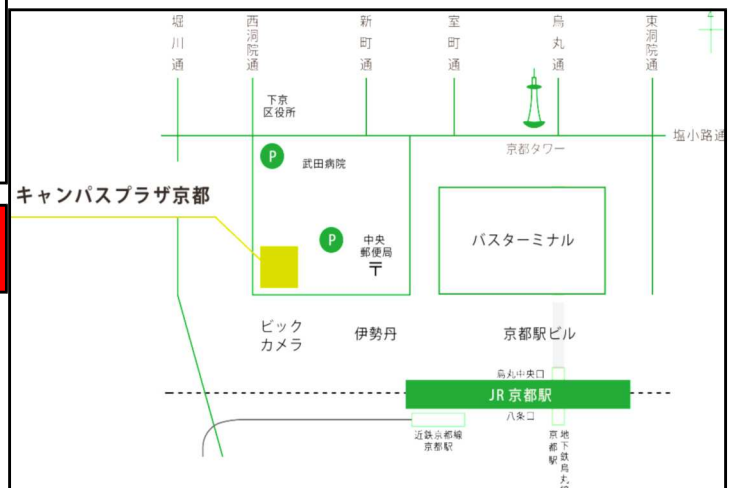 堀川通
西洞院通
新町通
室町通
烏丸通
東洞院通
下京
区役所
塩小路通
京都タワー
P
武田病院
キャンパスプラザ京都
P
中央
郵便局
〒
バスターミナル
ビック
カメラ
伊勢丹
京都駅ビル
烏丸中央口
JR 京都駅
八条口
近鉄京都線
京都駅
地下鉄烏丸線
京都駅